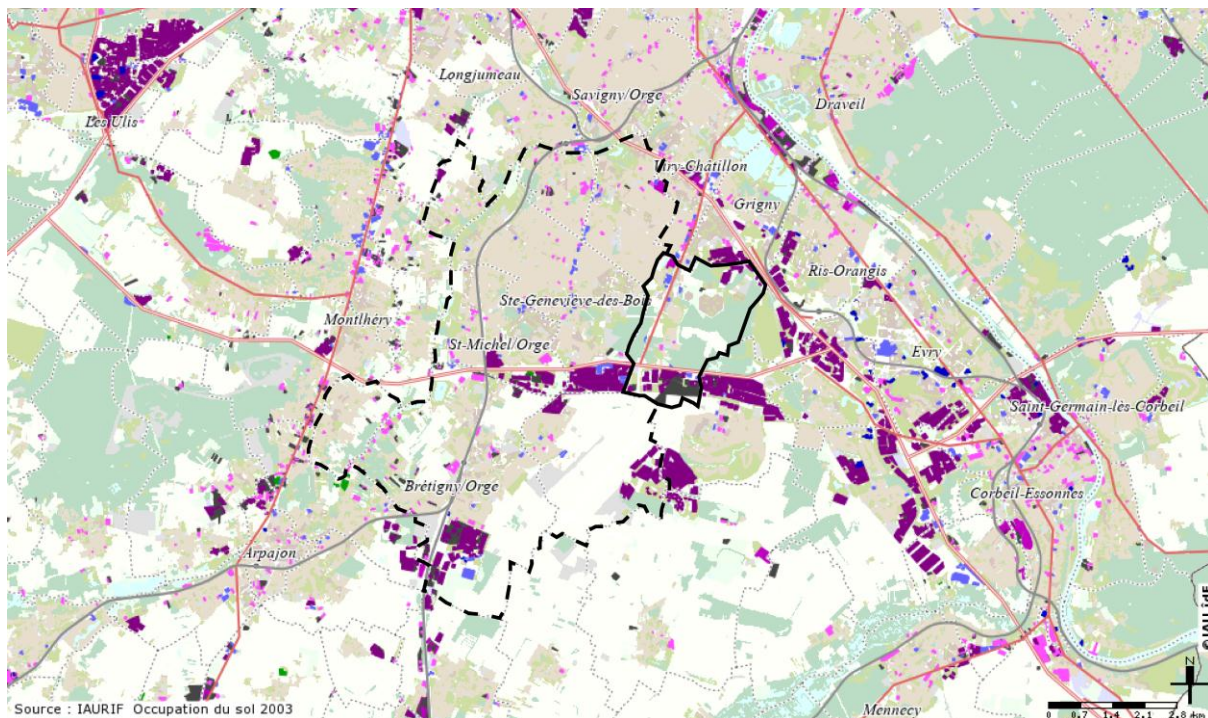 Longjumeau
Savigny/Orge
Draveil
Les Ulis
Viry-Châtillon
Grigny
Ris-Orangis
Ste-Geneviève-des-Bois
Montlhéry
St-Michel/Orge
Evry
Saint-Germain-lès-Corbeil
Brétigny/Orge
Corbeil-Essonnes
Arpajon
©IAU îdF
N
Source : IAURIF Occupation du sol 2003
Mennecy
0 0.7 1.4 2.1 2.8 km